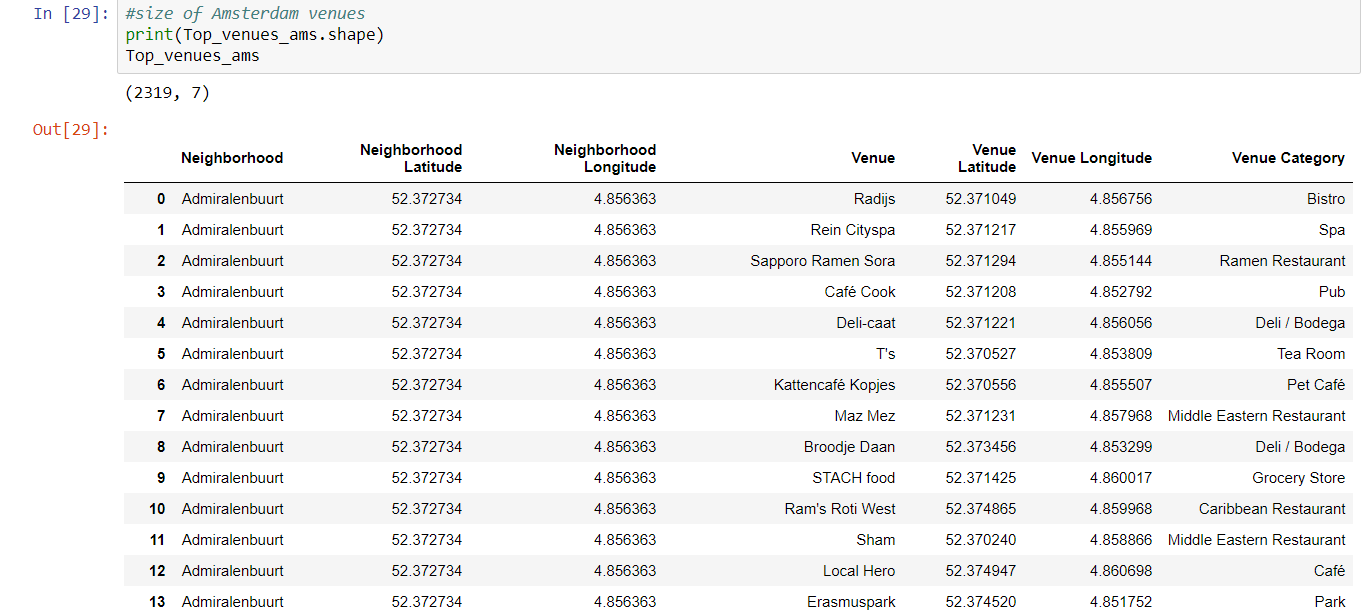 In [29]: #size of Amsterdam venues
print(Top_venues_ams.shape)
Top_venues_ams
(2319, 7)
Out[29]:
Neighborhood Neighborhood Latitude Neighborhood Longitude Venue Venue Latitude Venue Longitude Venue Category
0 Admiralenbuurt 52.372734 4.856363 Radijs 52.371049 4.856756 Bistro
1 Admiralenbuurt 52.372734 4.856363 Rein Cityspa 52.371217 4.855969 Spa
2 Admiralenbuurt 52.372734 4.856363 Sapporo Ramen Sora 52.371294 4.855144 Ramen Restaurant
3 Admiralenbuurt 52.372734 4.856363 Café Cook 52.371208 4.852792 Pub
4 Admiralenbuurt 52.372734 4.856363 Deli-caat 52.371221 4.856056 Deli / Bodega
5 Admiralenbuurt 52.372734 4.856363 T's 52.370527 4.853809 Tea Room
6 Admiralenbuurt 52.372734 4.856363 Kattencafé Kopjes 52.370556 4.855507 Pet Café
7 Admiralenbuurt 52.372734 4.856363 Maz Mez 52.371231 4.857968 Middle Eastern Restaurant
8 Admiralenbuurt 52.372734 4.856363 Broodje Daan 52.373456 4.853299 Deli / Bodega
9 Admiralenbuurt 52.372734 4.856363 STACH food 52.371425 4.860017 Grocery Store
10 Admiralenbuurt 52.372734 4.856363 Ram's Roti West 52.374865 4.859968 Caribbean Restaurant
11 Admiralenbuurt 52.372734 4.856363 Sham 52.370240 4.858866 Middle Eastern Restaurant
12 Admiralenbuurt 52.372734 4.856363 Local Hero 52.374947 4.860698 Café
13 Admiralenbuurt 52.372734 4.856363 Erasmuspark 52.374520 4.851752 Park